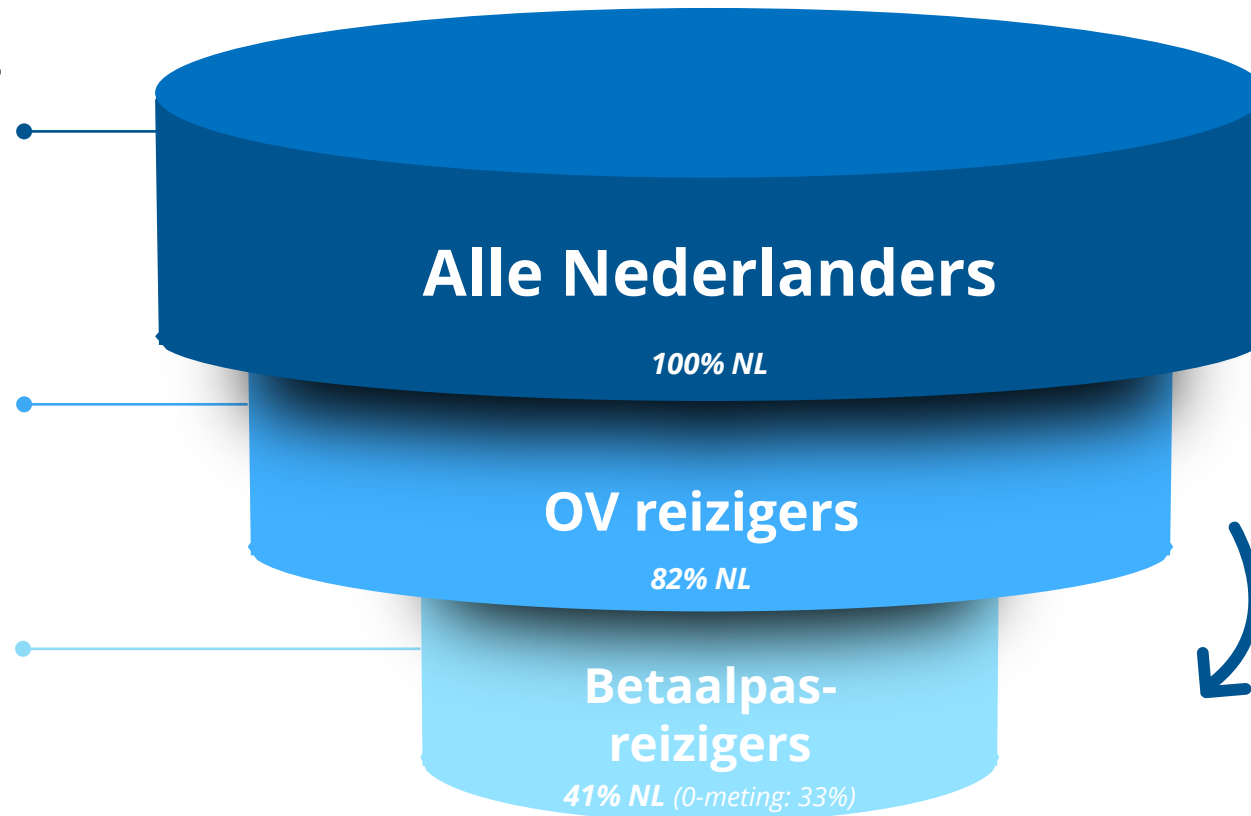 Alle Nederlanders
100% NL
OV reizigers
82% NL
Betaalpas-
reizigers
41% NL (0-meting: 33%)